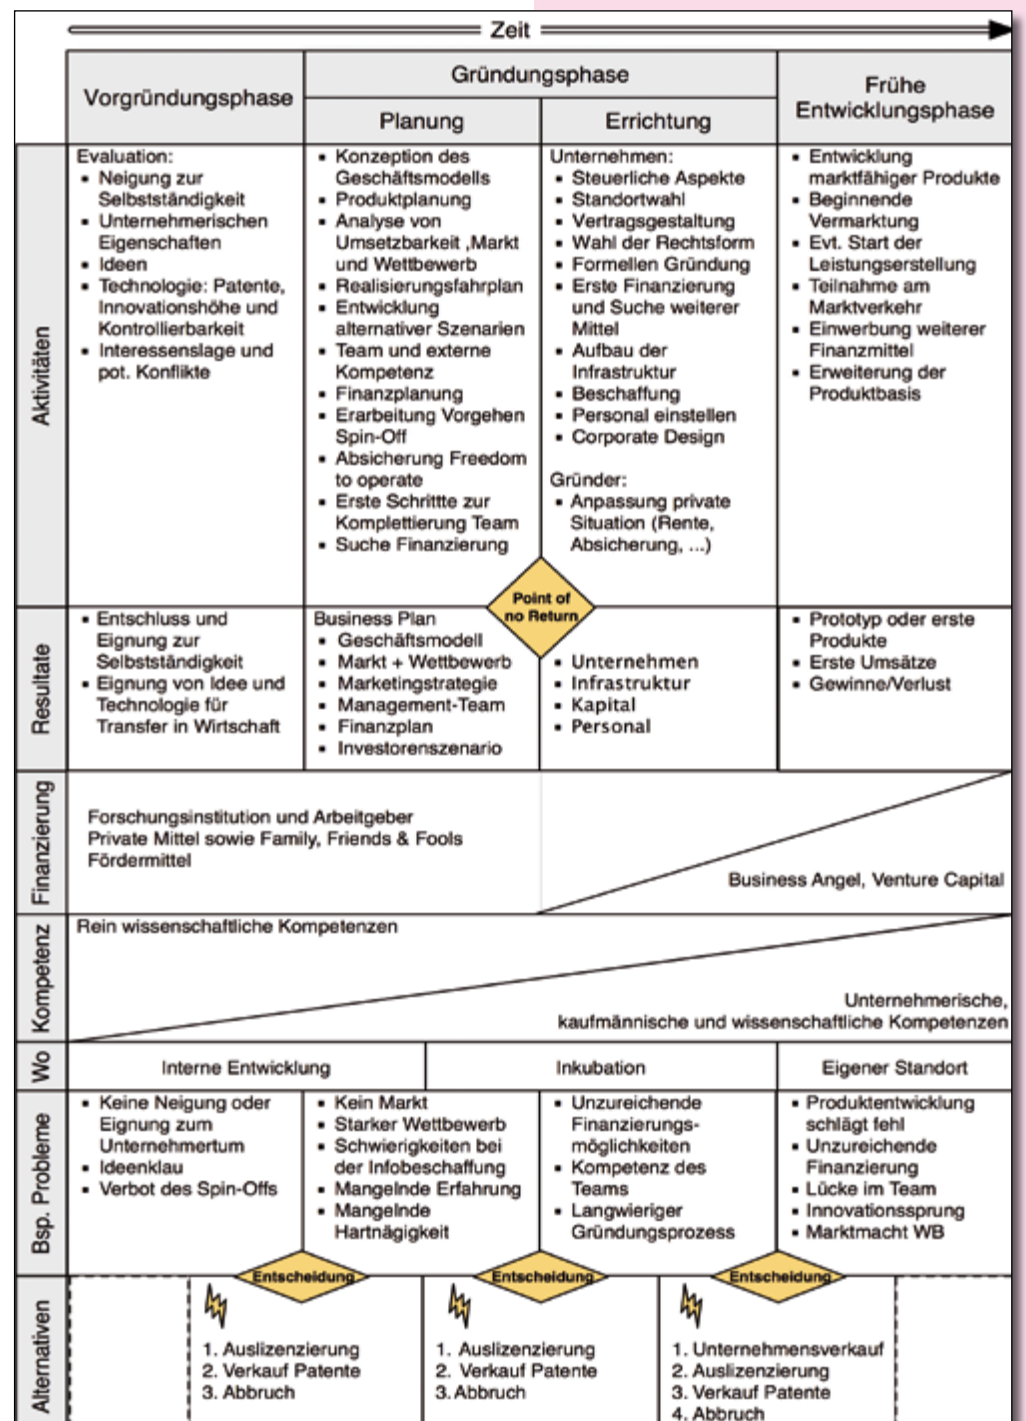 Zeit
Vorgründungsphase
Gründungsphase
Planung
Errichtung
Frühe
Entwicklungsphase
Aktivitäten
Evaluation:
▪ Neigung zur
Selbstständigkeit
▪ Unternehmerischen
Eigenschaften
▪ Ideen
▪ Technologie: Patente,
Innovationshöhe und
Kontrollierbarkeit
▪ Interessenslage und
pot. Konflikte
▪ Konzeption des
Geschäftsmodells
▪ Produktplanung
▪ Analyse von
Umsetzbarkeit ,Markt
und Wettbewerb
▪ Realisierungsfahrplan
▪ Entwicklung
alternativer Szenarien
▪ Team und externe
Kompetenz
▪ Finanzplanung
▪ Erarbeitung Vorgehen
Spin-Off
▪ Absicherung Freedom
to operate
▪ Erste Schrittte zur
Komplettierung Team
▪ Suche Finanzierung
Unternehmen:
▪ Steuerliche Aspekte
▪ Standortwahl
▪ Vertragsgestaltung
▪ Wahl der Rechtsform
▪ Formellen Gründung
▪ Erste Finanzierung
und Suche weiterer
Mittel
▪ Aufbau der
Infrastruktur
▪ Beschaffung
▪ Personal einstellen
▪ Corporate Design
Gründer:
▪ Anpassung private
Situation (Rente,
Absicherung, ...)
▪ Entwicklung
marktfähiger Produkte
▪ Beginnende
Vermarktung
▪ Evt. Start der
Leistungserstellung
▪ Teilnahme am
Marktverkehr
▪ Einwerbung weiterer
Finanzmittel
▪ Erweiterung der
Produktbasis
Point of
no Return
Resultate
▪ Entschluss und
Eignung zur
Selbstständigkeit
▪ Eignung von Idee und
Technologie für
Transfer in Wirtschaft
Business Plan
▪ Geschäftsmodell
▪ Markt + Wettbewerb
▪ Marketingstrategie
▪ Management-Team
▪ Finanzplan
▪ Investorenszenario
▪ Unternehmen
▪ Infrastruktur
▪ Kapital
▪ Personal
▪ Prototyp oder erste
Produkte
▪ Erste Umsätze
▪ Gewinne/Verlust
Finanzierung
Forschungsinstitution und Arbeitgeber
Private Mittel sowie Family, Friends & Fools
Fördermittel
Business Angel, Venture Capital
Kompetenz
Rein wissenschaftliche Kompetenzen
Unternehmerische,
kaufmännische und wissenschaftliche Kompetenzen
Wo
Interne Entwicklung
Inkubation
Eigener Standort
Bsp. Probleme
▪ Keine Neigung oder
Eignung zum
Unternehmertum
▪ Ideenklau
▪ Verbot des Spin-Offs
▪ Kein Markt
▪ Starker Wettbewerb
▪ Schwierigkeiten bei
der Infobeschaffung
▪ Mangelnde Erfahrung
▪ Mangelnde
Hartnägigkeit
▪ Unzureichende
Finanzierungs-
möglichkeiten
▪ Kompetenz des
Teams
▪ Langwieriger
Gründungsprozess
▪ Produktentwicklung
schlägt fehl
▪ Unzureichende
Finanzierung
▪ Lücke im Team
▪ Innovationssprung
▪ Marktmacht WB
Entscheidung
Entscheidung
Entscheidung
Alternativen
1. Auslizenzierung
2. Verkauf Patente
3. Abbruch
1. Auslizenzierung
2. Verkauf Patente
3. Abbruch
1. Unternehmensverkauf
2. Auslizenzierung
3. Verkauf Patente
4. Abbruch